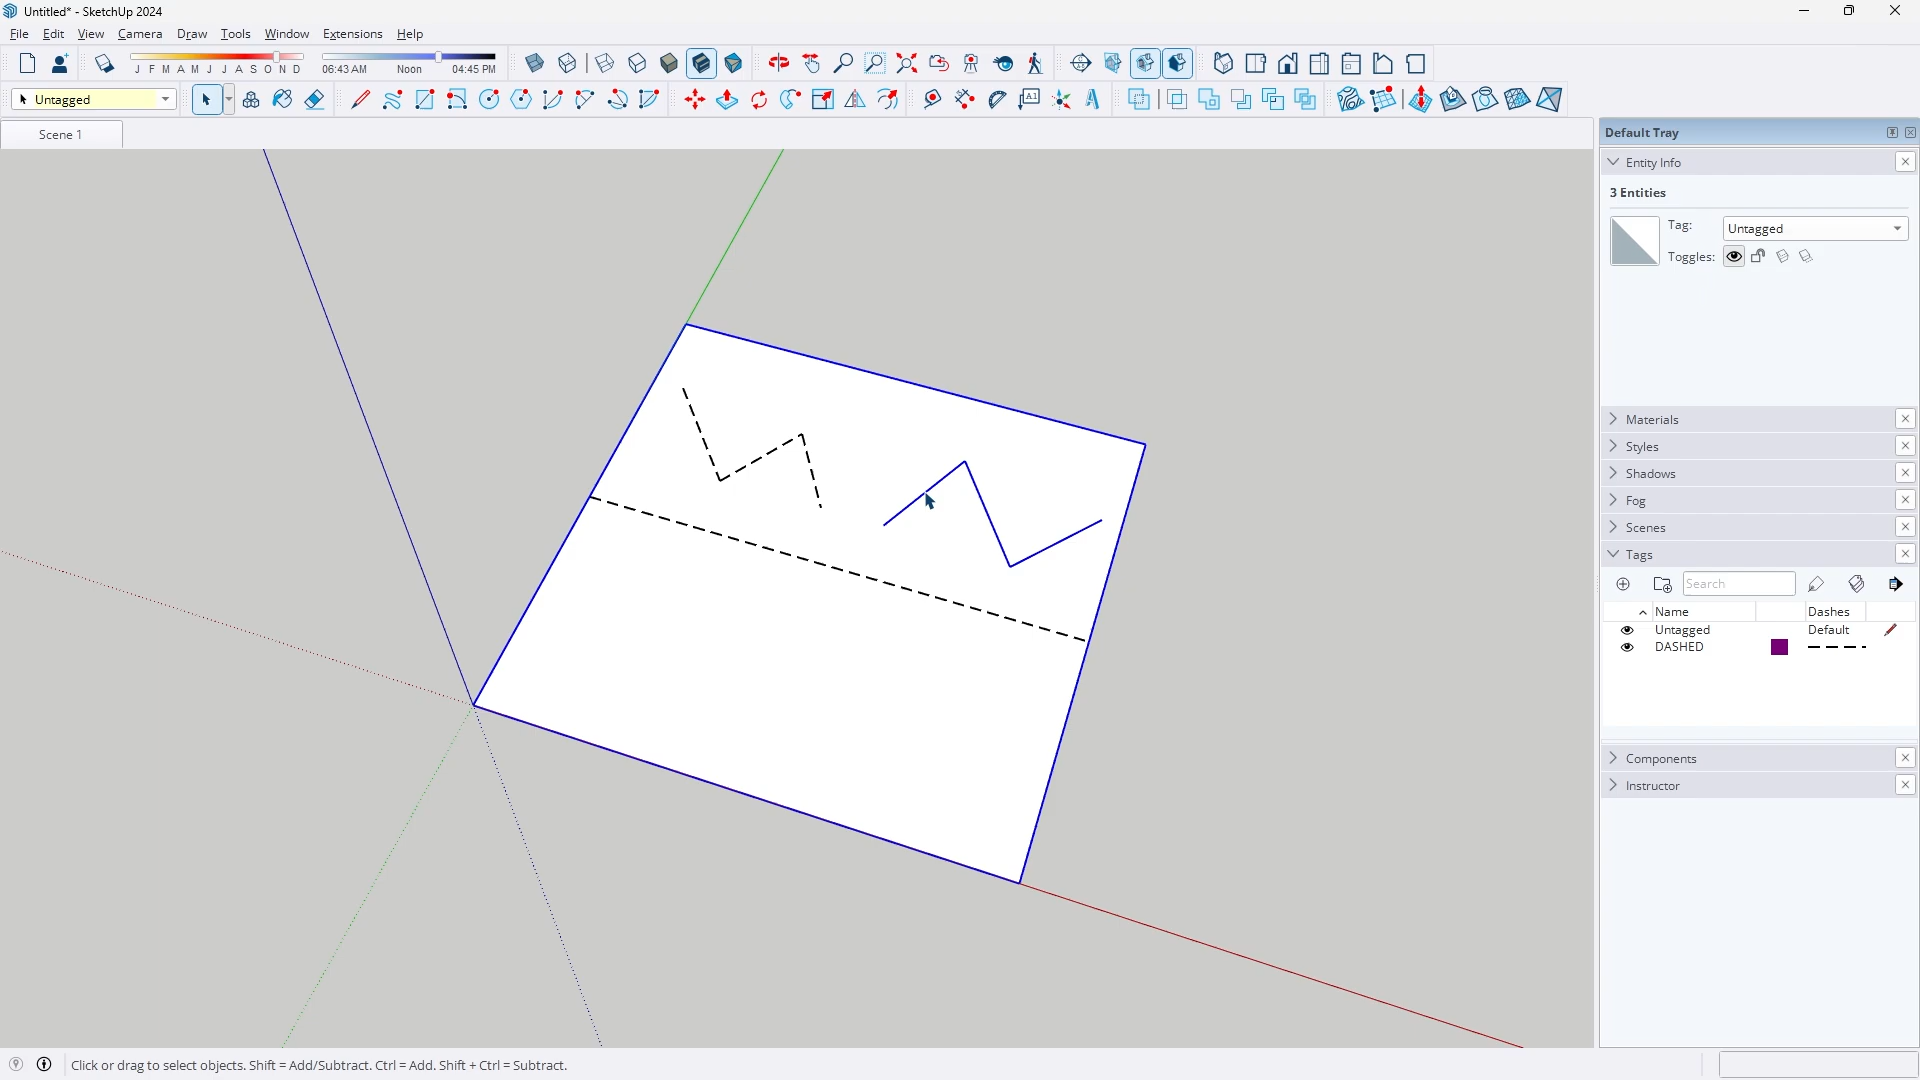 Untitled* - SketchUp 2024
File Edit View Camera Draw Tools Window Extensions Help
J F M A M J J A S O N D 06:43 AM Noon 04:45 PM
Untagged
A1
A
Scene 1
Default Tray
Entity Info
3 Entities
Tag: Untagged
Toggles:
Materials
Styles
Shadows
Fog
Scenes
Tags
Search
Name Dashes
Untagged Default
DASHED
Components
Instructor
Click or drag to select objects. Shift = Add/Subtract. Ctrl = Add. Shift + Ctrl = Subtract.